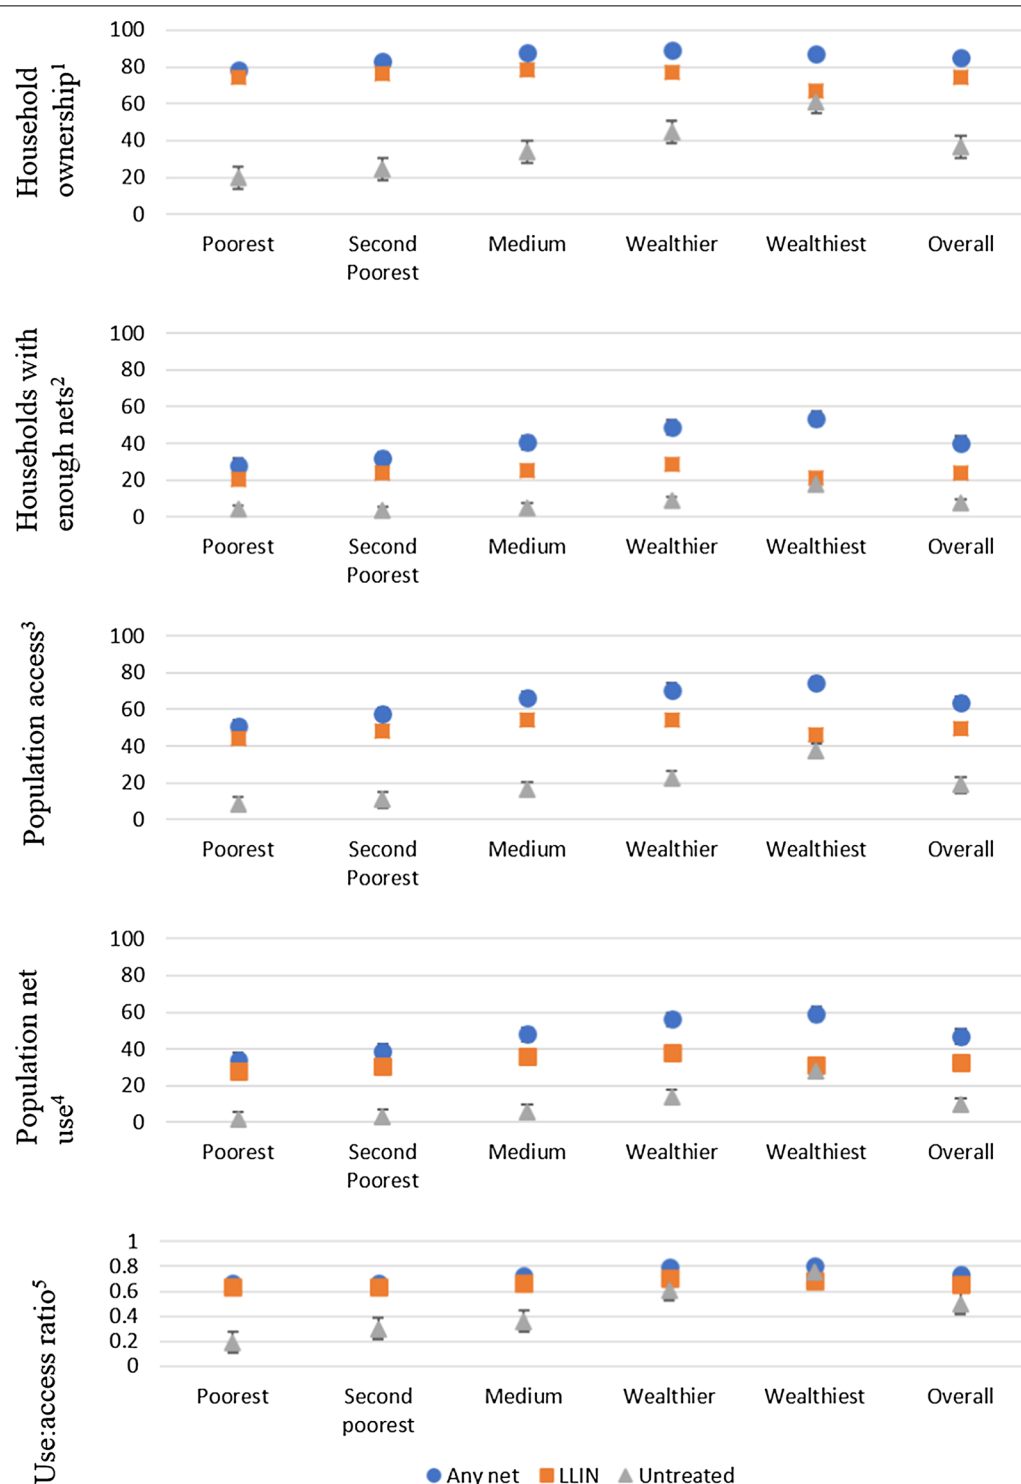 Household
ownership¹
100
80
60
40
20
0
Poorest
Second
Poorest
Medium
Wealthier
Wealthiest
Overall
Households with
enough nets²
100
80
60
40
20
0
Poorest
Second
Poorest
Medium
Wealthier
Wealthiest
Overall
Population access³
100
80
60
40
20
0
Poorest
Second
Poorest
Medium
Wealthier
Wealthiest
Overall
Population net
use⁴
100
80
60
40
20
0
Poorest
Second
Poorest
Medium
Wealthier
Wealthiest
Overall
Use:access ratio⁵
1
0.8
0.6
0.4
0.2
0
Poorest
Second
poorest
Medium
Wealthier
Wealthiest
Overall
Any net LLIN Untreated